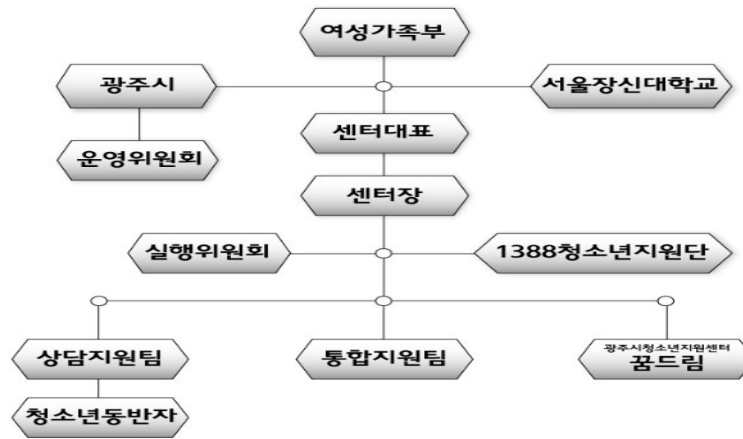 여성가족부
광주시
서울장신대학교
센터대표
운영위원회
센터장
실행위원회
1388청소년지원단
상담지원팀
통합지원팀
광주시청소년지원센터
꿈드림
청소년동반자